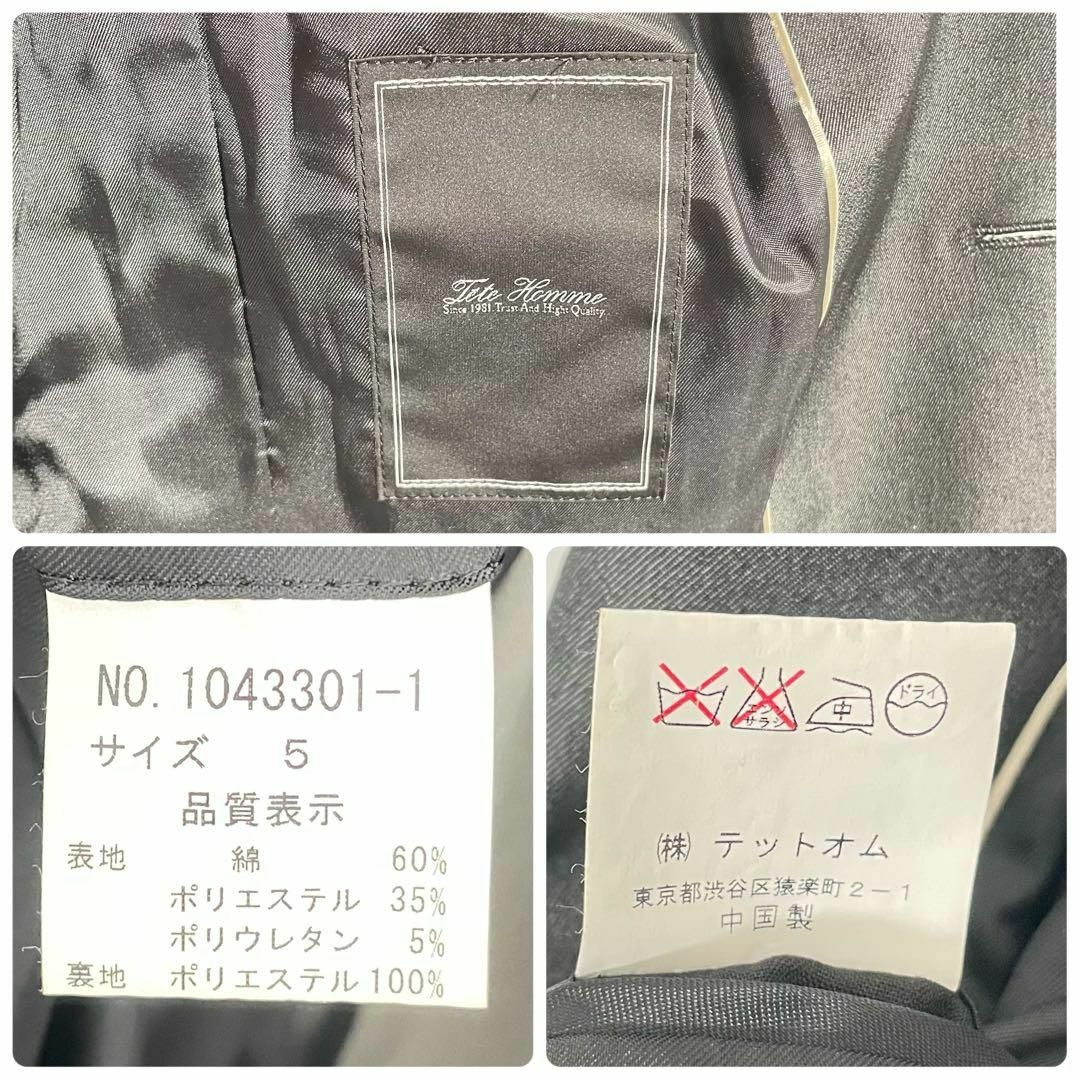 Tête Homme
Since 1981 Trust And Hight Quality
NO. 1043301-1
サイズ 5
品質表示
表地 綿 60%
ポリエステル 35%
ポリウレタン 5%
裏地 ポリエステル 100%
エンソサラシ 中 ドライ
㈱ テットオム
東京都渋谷区猿楽町2-1
中国製